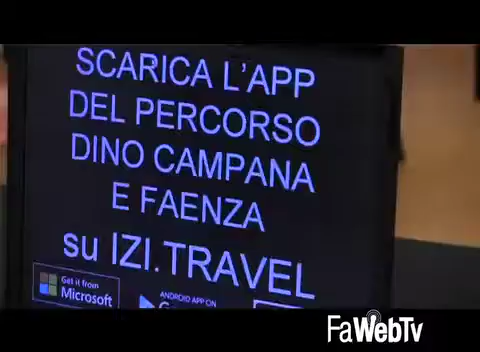 SCARICA L'APP
DEL PERCORSO
DINO CAMPANA
E FAENZA
su IZI.TRAVEL
Get it from
Microsoft
ANDROID APP ON
FaWebTv